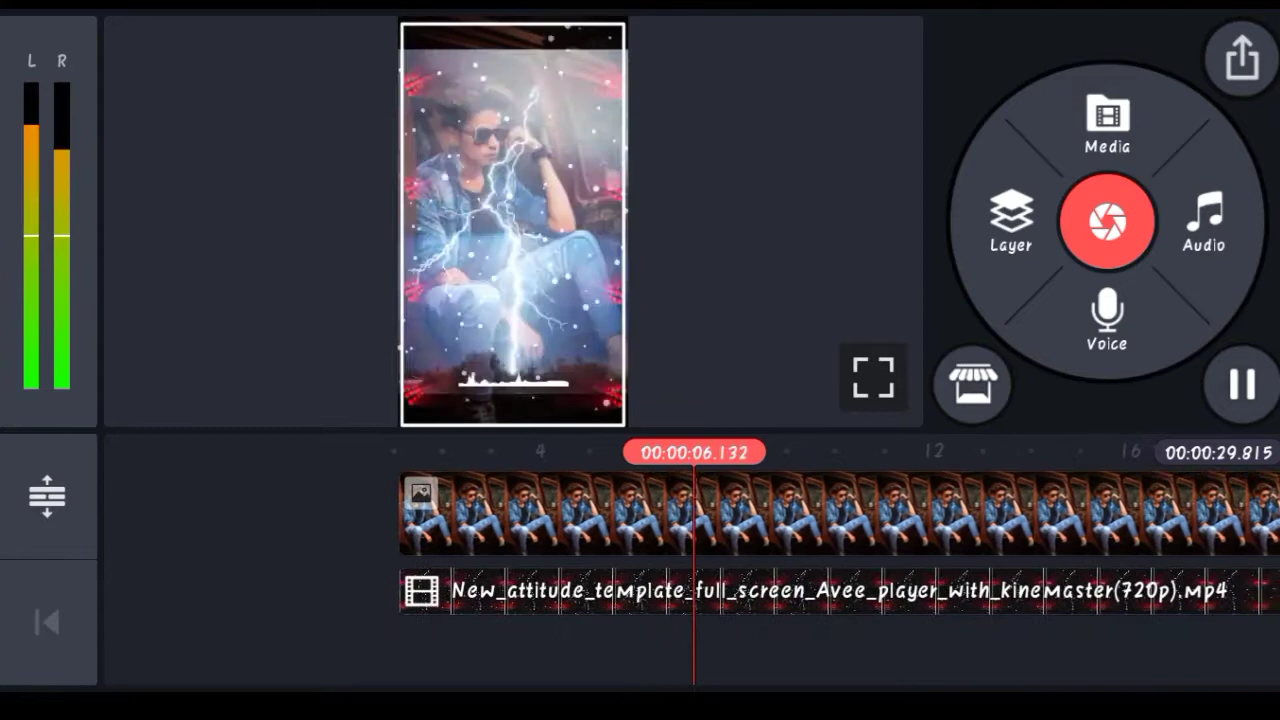 L R
Media
Layer
Audio
Voice
4
00:00:06.132
12
16
00:00:29.815
New_attitude_template_full_screen_Avee_player_with_kinemaster(720p).mp4